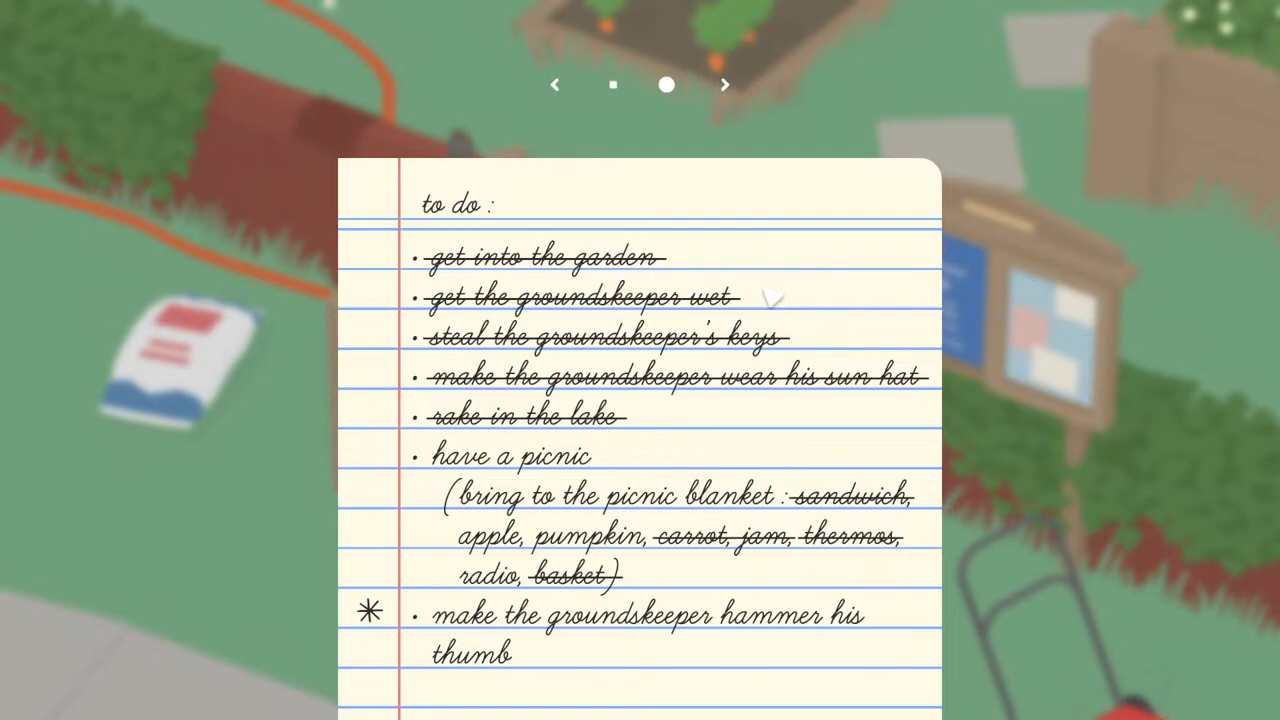 to do :
• get into the garden
• get the groundskeeper wet
• steal the groundskeeper's keys
• make the groundskeeper wear his sun hat
• rake in the lake
• have a picnic
(bring to the picnic blanket : sandwich,
apple, pumpkin, carrot, jam, thermos,
radio, basket)
• make the groundskeeper hammer his
thumb